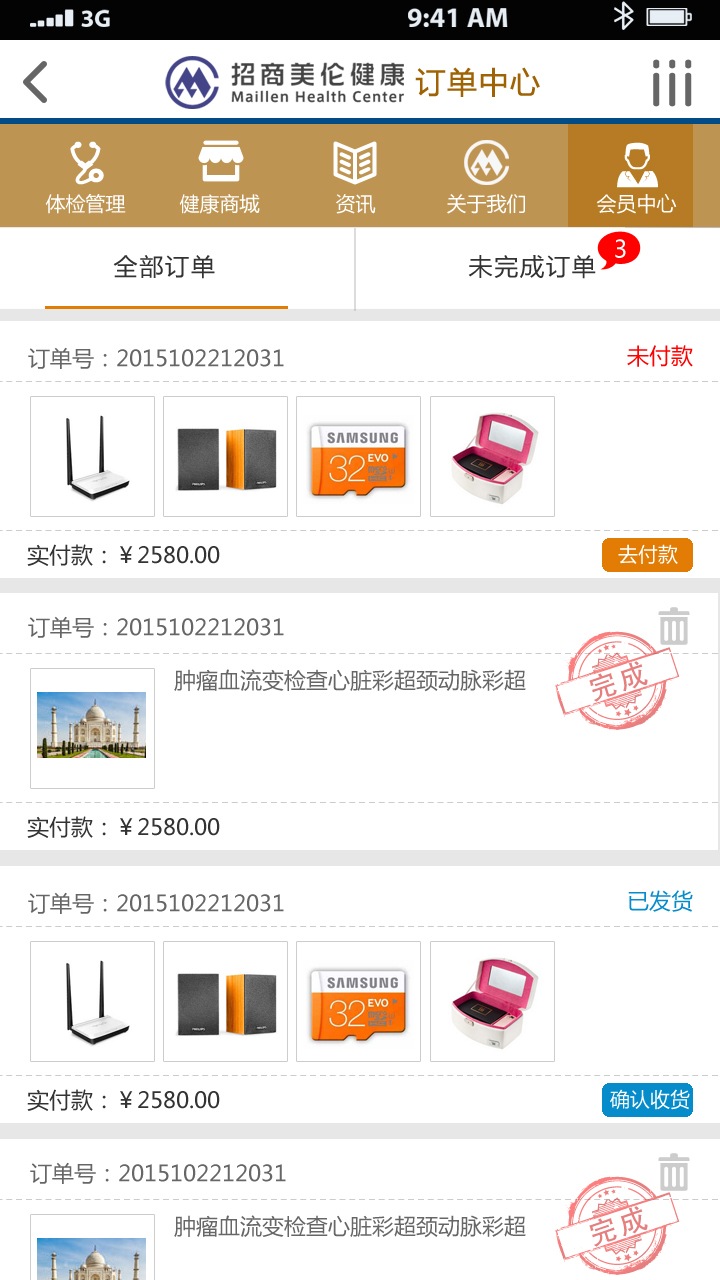 3G 9:41 AM
招商美伦健康 订单中心
Maillen Health Center
体检管理 健康商城 资讯 关于我们 会员中心
全部订单 未完成订单 3
订单号：2015102212031 未付款
SAMSUNG
32 EVO
实付款：￥2580.00 去付款
订单号：2015102212031
肿瘤血流变检查心脏彩超颈动脉彩超
完成
实付款：￥2580.00
订单号：2015102212031 已发货
SAMSUNG
32 EVO
实付款：￥2580.00 确认收货
订单号：2015102212031
肿瘤血流变检查心脏彩超颈动脉彩超
完成